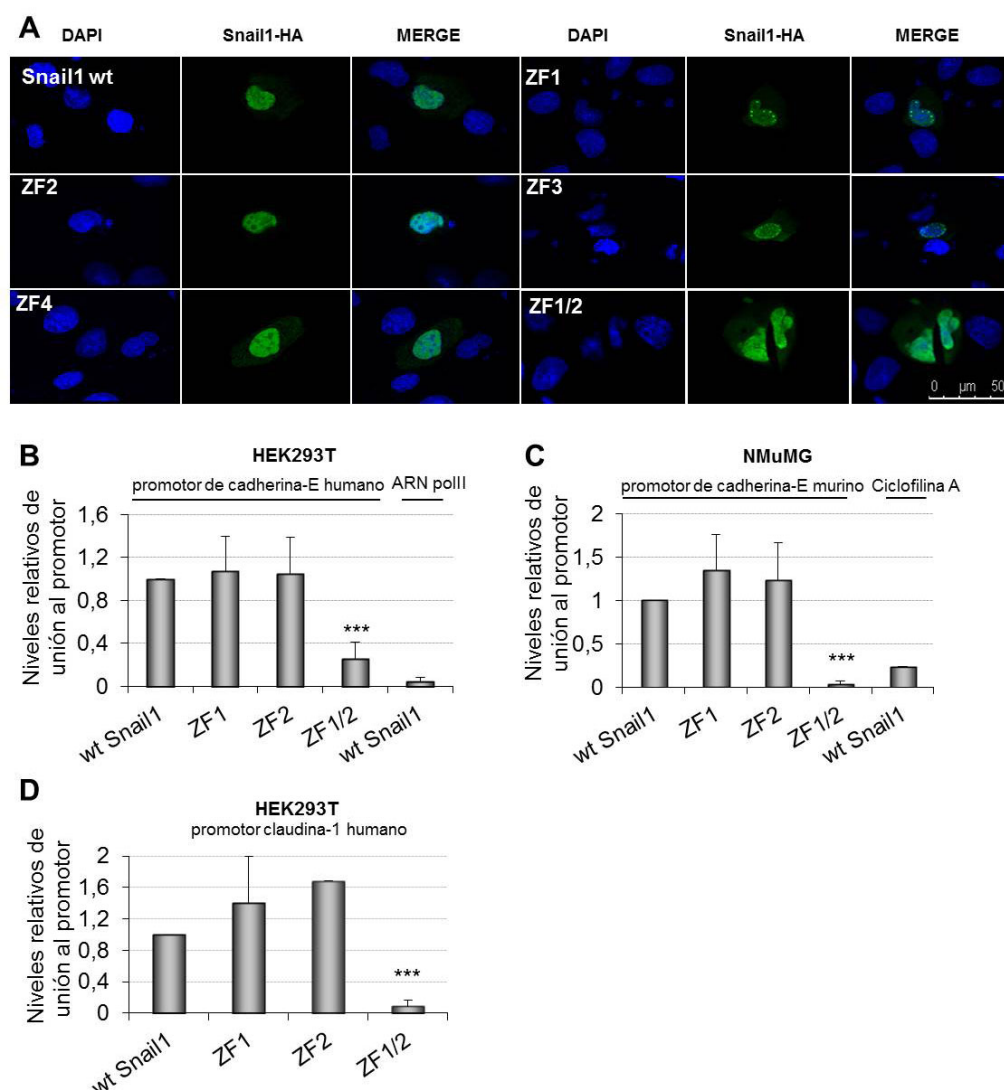 A
DAPI Snail1-HA MERGE DAPI Snail1-HA MERGE
Snail1 wt
ZF1
ZF2
ZF3
ZF4
ZF1/2
0 µm 50
B
HEK293T
promotor de cadherina-E humano ARN polII
Niveles relativos de
unión al promotor
1,6
1,2
0,8
0,4
0
***
wt Snail1 ZF1 ZF2 ZF1/2 wt Snail1
C
NMuMG
promotor de cadherina-E murino Ciclofilina A
Niveles relativos de
unión al promotor
2
1,5
1
0,5
0
***
wt Snail1 ZF1 ZF2 ZF1/2 wt Snail1
D
HEK293T
promotor claudina-1 humano
Niveles relativos de
unión al promotor
2
1,6
1,2
0,8
0,4
0
***
wt Snail1 ZF1 ZF2 ZF1/2